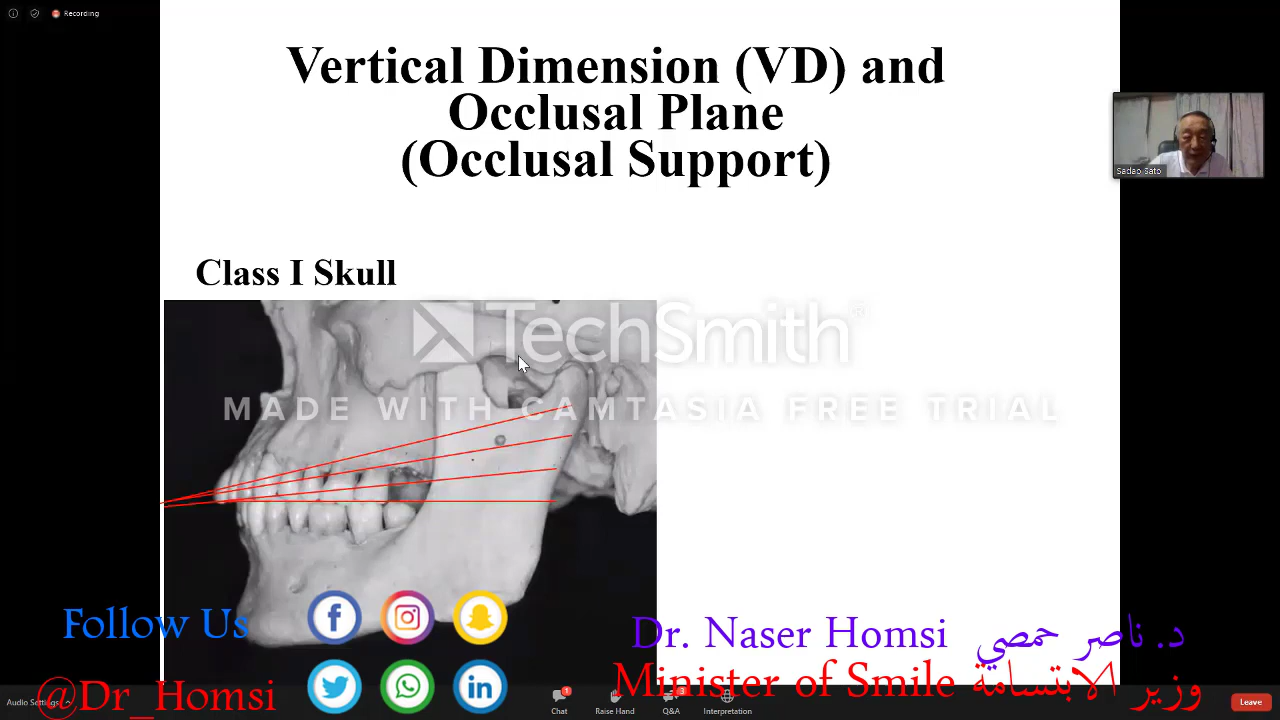 Recording
Vertical Dimension (VD) and
Occlusal Plane
(Occlusal Support)
Sadao Sato
Class I Skull
TechSmith®
MADE WITH CAMTASIA FREE TRIAL
Follow Us
Dr. Naser Homsi د. ناصر حمصي
@Dr_Homsi
Minister of Smile وزير الابتسامة
Audio Settings
Chat
1
Raise Hand
Q&A
3
Interpretation
Leave